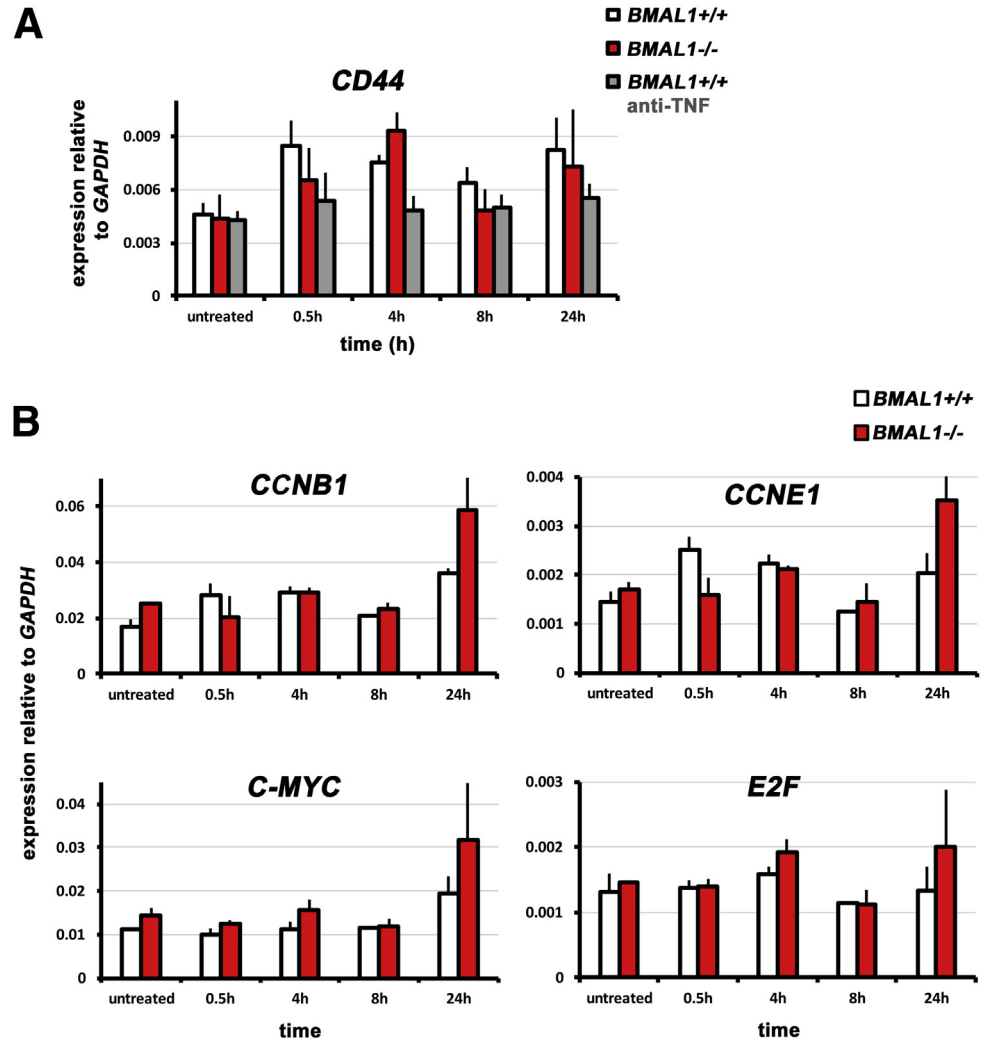 A
BMAL1+/+
BMAL1-/-
BMAL1+/+
anti-TNF
CD44
expression relative
to GAPDH
0.009
0.006
0.003
0
untreated
0.5h
4h
8h
24h
time (h)
B
BMAL1+/+
BMAL1-/-
expression relative to GAPDH
CCNB1
0.06
0.04
0.02
0
untreated
0.5h
4h
8h
24h
CCNE1
0.004
0.003
0.002
0.001
0
untreated
0.5h
4h
8h
24h
C-MYC
0.04
0.03
0.02
0.01
0
untreated
0.5h
4h
8h
24h
time
E2F
0.003
0.002
0.001
0
untreated
0.5h
4h
8h
24h
time